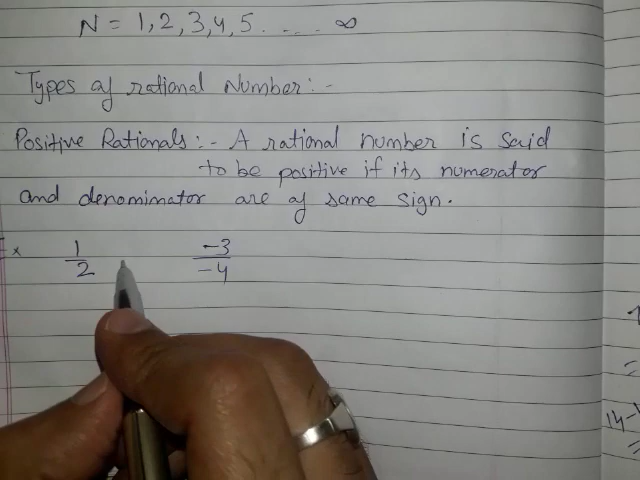 N = 1, 2, 3, 4, 5. . . . . ∞
Types of rational Number:-
Positive Rationals:- A rational number is said
to be positive if its numerator
and denominator are of same sign.
x 1/2 -3/-4
14-